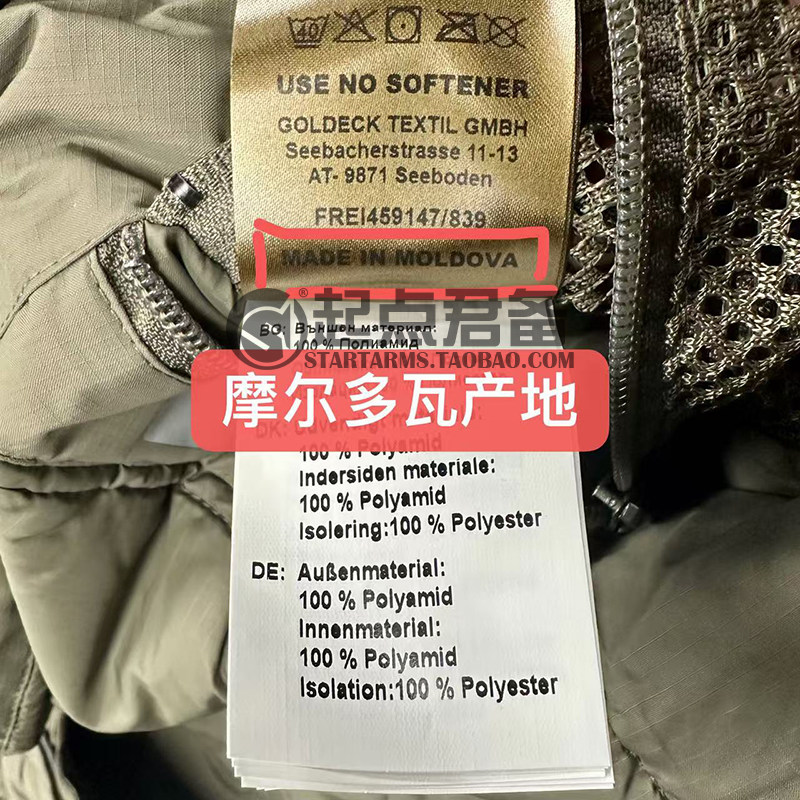 40
USE NO SOFTENER
GOLDECK TEXTIL GMBH
Seebacherstrasse 11-13
AT- 9871 Seeboden
FREI459147/839
MADE IN MOLDOVA
起点君备
®
STARTARMS.TAOBAO.COM
BG: Външен материал:
100 % Полиамид
摩尔多瓦产地
DK:
100 % Polyamid
Indersiden materiale:
100 % Polyamid
Isolering:100 % Polyester
DE: Außenmaterial:
100 % Polyamid
Innenmaterial:
100 % Polyamid
Isolation:100 % Polyester